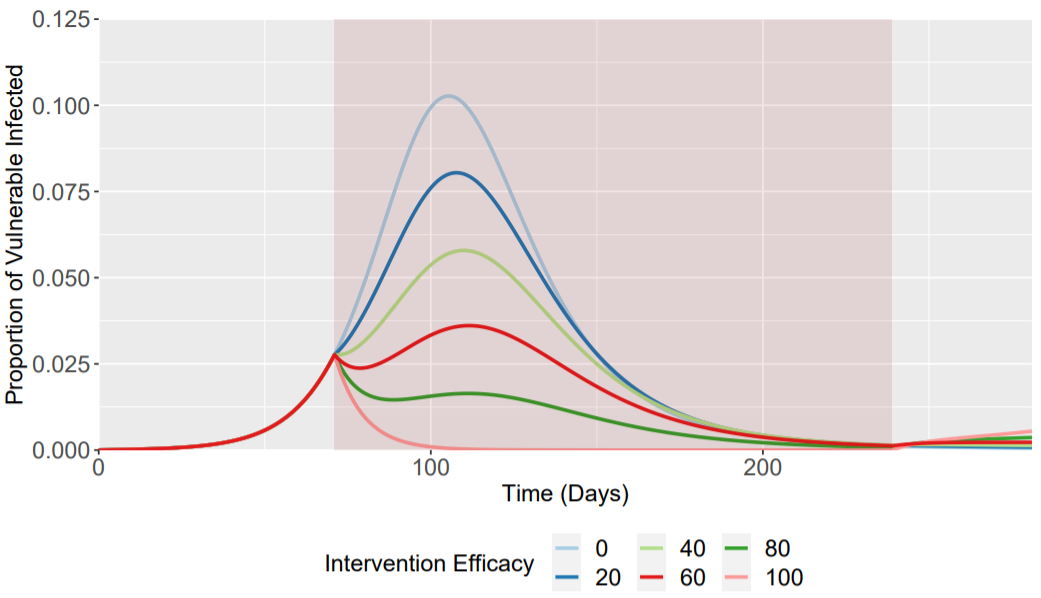 0.125
0.100
0.075
0.050
0.025
0.000
Proportion of Vulnerable Infected
0 100 200
Time (Days)
Intervention Efficacy
0 40 80
20 60 100